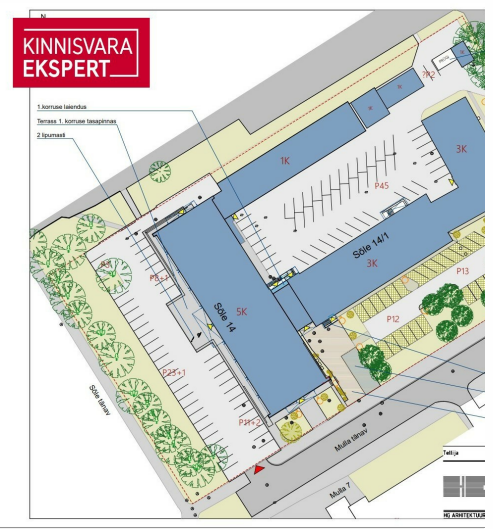 N
KINNISVARA
EKSPERT
1.korruse laiendus
Terrass 1. korruse tasapinnas
2 lipumasti
1K
3K
P45
Sõle 14/1
3K
P8+1
Sõle 14
5K
P13
P12
P23+1
P11+2
Sõle tänav
Mulla tänav
Mulla 7
Tellija
HG ARHITEKTUUR